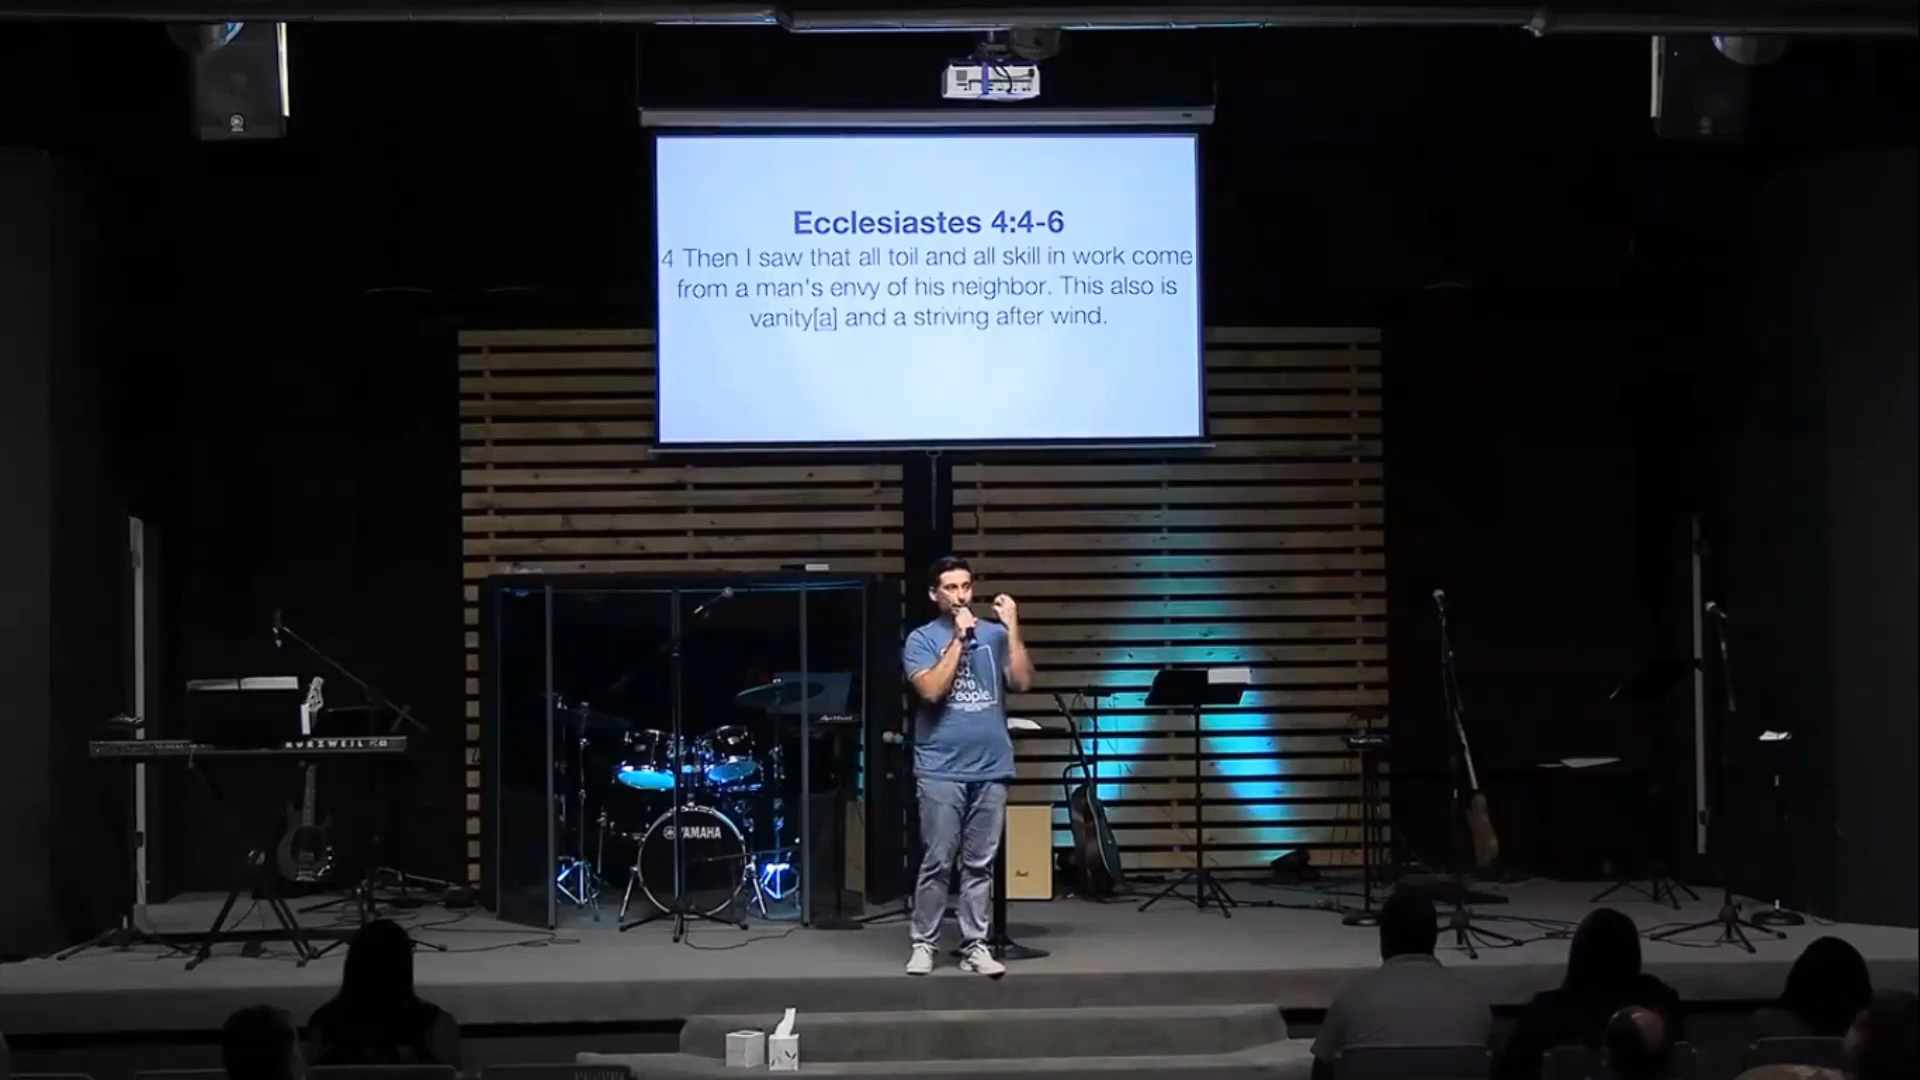 Ecclesiastes 4:4-6
4 Then I saw that all toil and all skill in work come
from a man's envy of his neighbor. This also is
vanity[a] and a striving after wind.
People.
KURZWEIL
YAMAHA